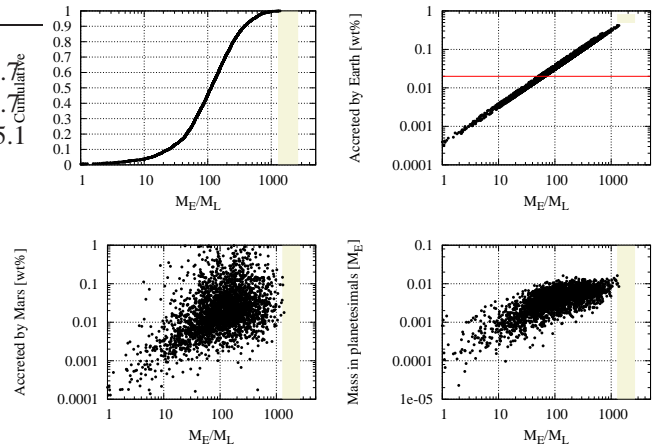 .7
.7
5.1
Cumulative
1
0.9
0.8
0.7
0.6
0.5
0.4
0.3
0.2
0.1
0
1 10 100 1000
M_E/M_L
Accreted by Earth [wt%]
1
0.1
0.01
0.001
0.0001
1 10 100 1000
M_E/M_L
Accreted by Mars [wt%]
1
0.1
0.01
0.001
0.0001
1 10 100 1000
M_E/M_L
Mass in planetesimals [M_E]
0.1
0.01
0.001
0.0001
1e-05
1 10 100 1000
M_E/M_L